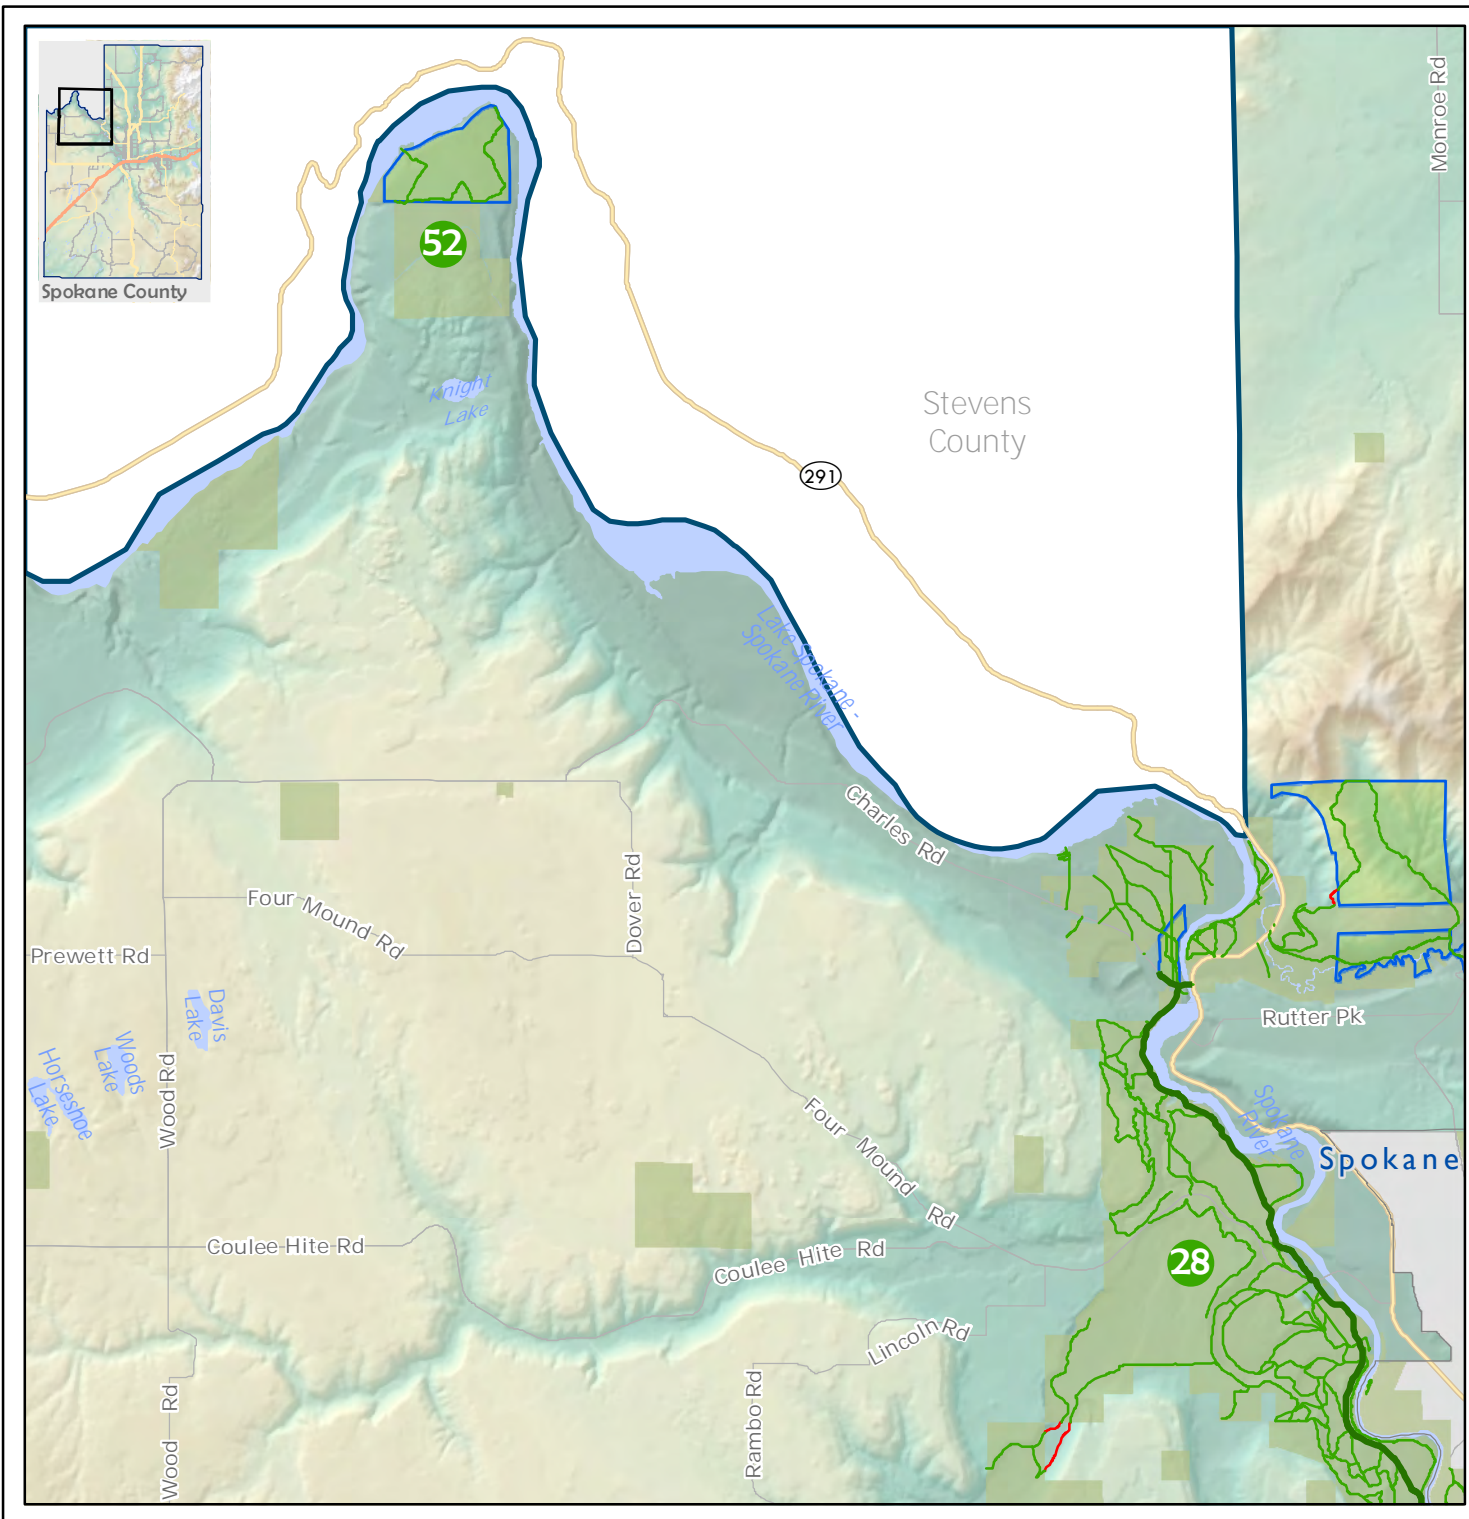 Monroe Rd
Spokane County
52
Knight
Lake
Stevens
County
291
Lake Spokane -
Spokane River
Charles Rd
Four Mound Rd
Dover Rd
Prewett Rd
Davis
Lake
Woods
Lake
Horseshoe
Lake
Wood Rd
Rutter Pk
Spokane
River
Spokane
Four Mound Rd
Coulee Hite Rd
Coulee Hite Rd
28
Lincoln Rd
Rambo Rd
Wood Rd
Wood